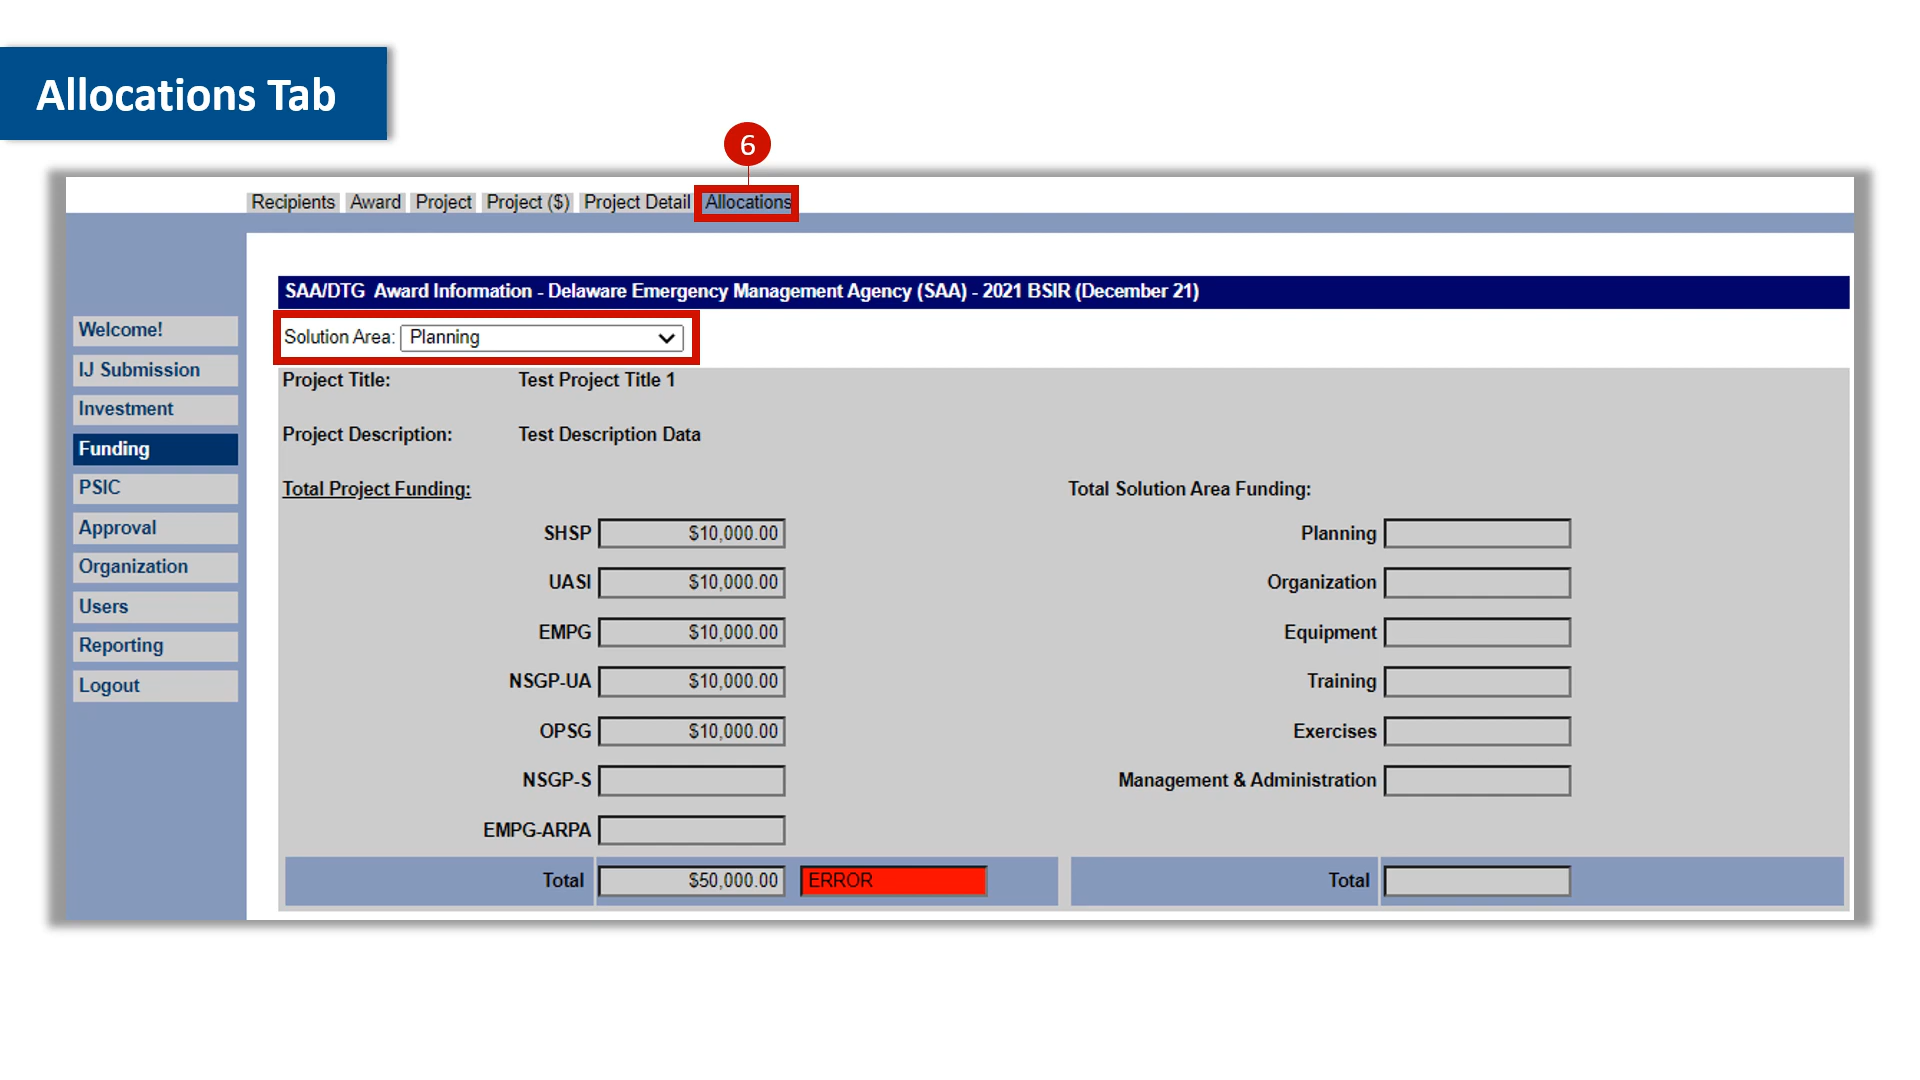 Allocations Tab
6
Recipients Award Project Project ($) Project Detail Allocations
SAA/DTG Award Information - Delaware Emergency Management Agency (SAA) - 2021 BSIR (December 21)
Solution Area: Planning
Welcome!
IJ Submission
Investment
Funding
PSIC
Approval
Organization
Users
Reporting
Logout
Project Title: Test Project Title 1
Project Description: Test Description Data
Total Project Funding:
SHSP $10,000.00
UASI $10,000.00
EMPG $10,000.00
NSGP-UA $10,000.00
OPSG $10,000.00
NSGP-S
EMPG-ARPA
Total $50,000.00 ERROR
Total Solution Area Funding:
Planning
Organization
Equipment
Training
Exercises
Management & Administration
Total